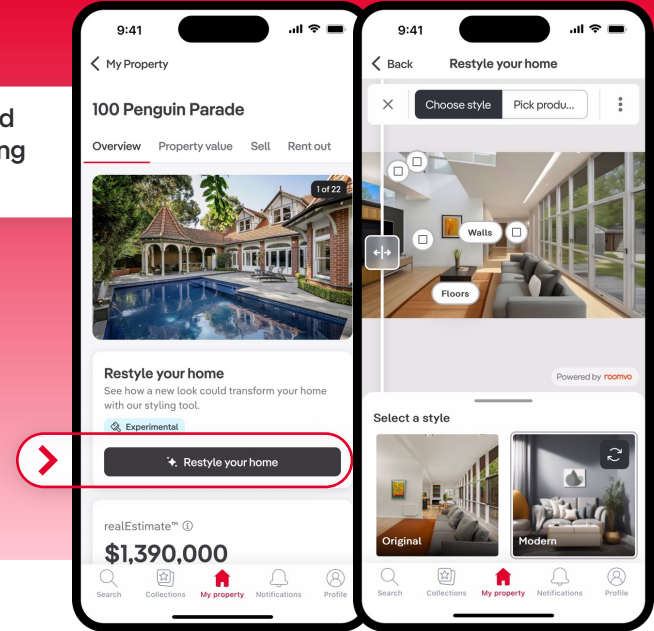 d
ng
9:41
My Property
100 Penguin Parade
Overview Property value Sell Rent out
1 of 22
Restyle your home
See how a new look could transform your home
with our styling tool.
Experimental
Restyle your home
realEstimate™
$1,390,000
Search Collections My property Notifications Profile
9:41
Back Restyle your home
Choose style Pick produ...
Walls
Floors
Powered by roomvo
Select a style
Original Modern
Search Collections My property Notifications Profile